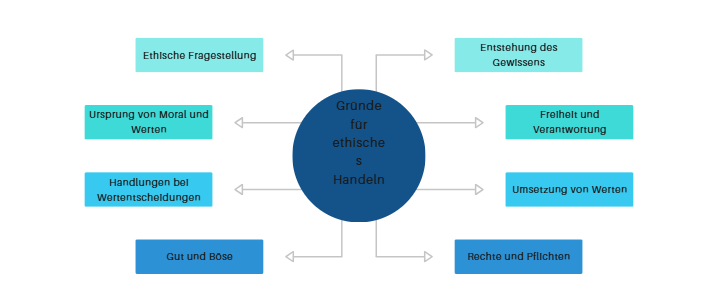 Ethische Fragestellung
Entstehung des
Gewissens
Ursprung von Moral und
Werten
Gründe
für
ethische
s
Handeln
Freiheit und
Verantwortung
Handlungen bei
Wertentscheidungen
Umsetzung von Werten
Gut und Böse
Rechte und Pflichten